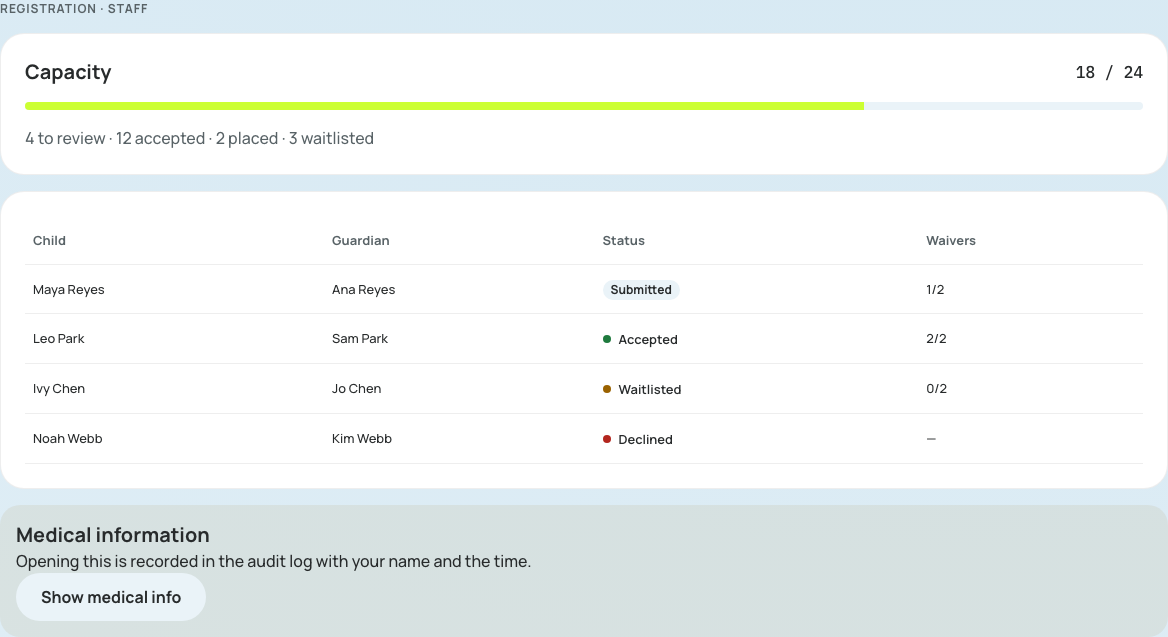 REGISTRATION · STAFF
Capacity 18 / 24
4 to review · 12 accepted · 2 placed · 3 waitlisted
Child Guardian Status Waivers
Maya Reyes Ana Reyes Submitted 1/2
Leo Park Sam Park Accepted 2/2
Ivy Chen Jo Chen Waitlisted 0/2
Noah Webb Kim Webb Declined —
Medical information
Opening this is recorded in the audit log with your name and the time.
Show medical info